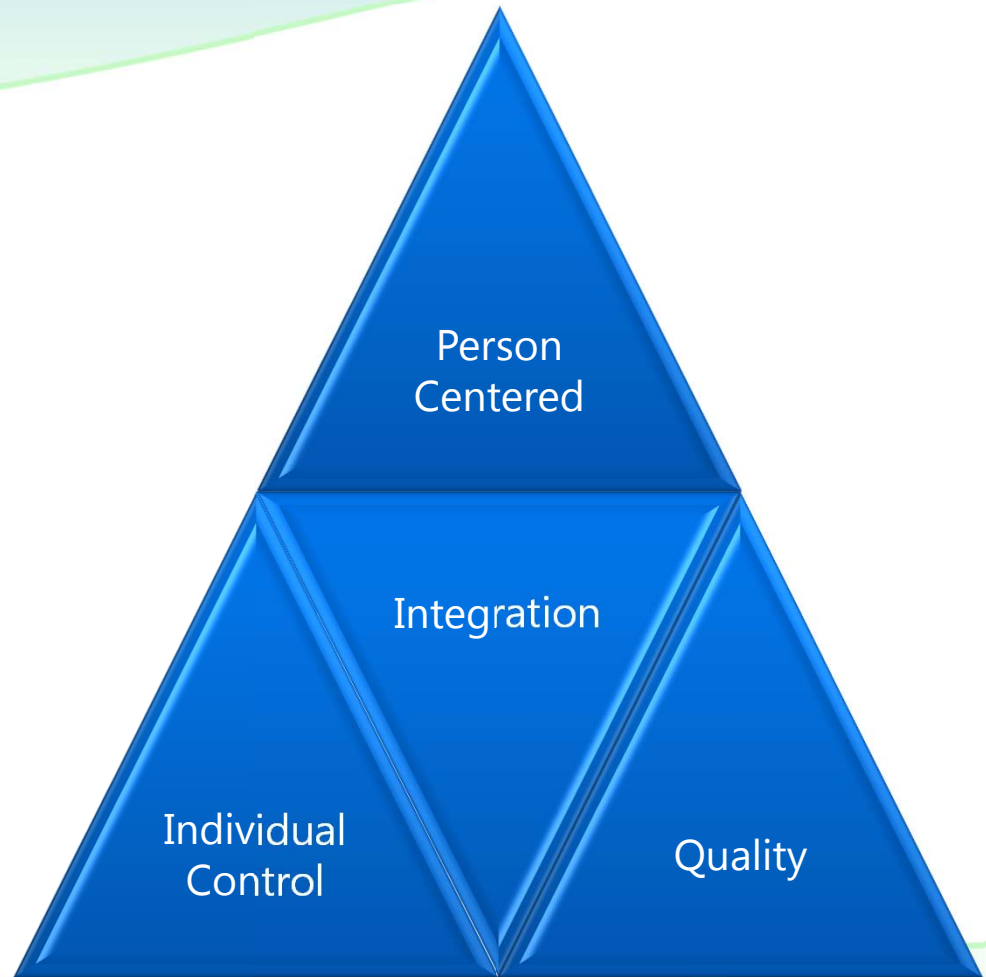 Person
Centered
Integration
Individual
Control
Quality